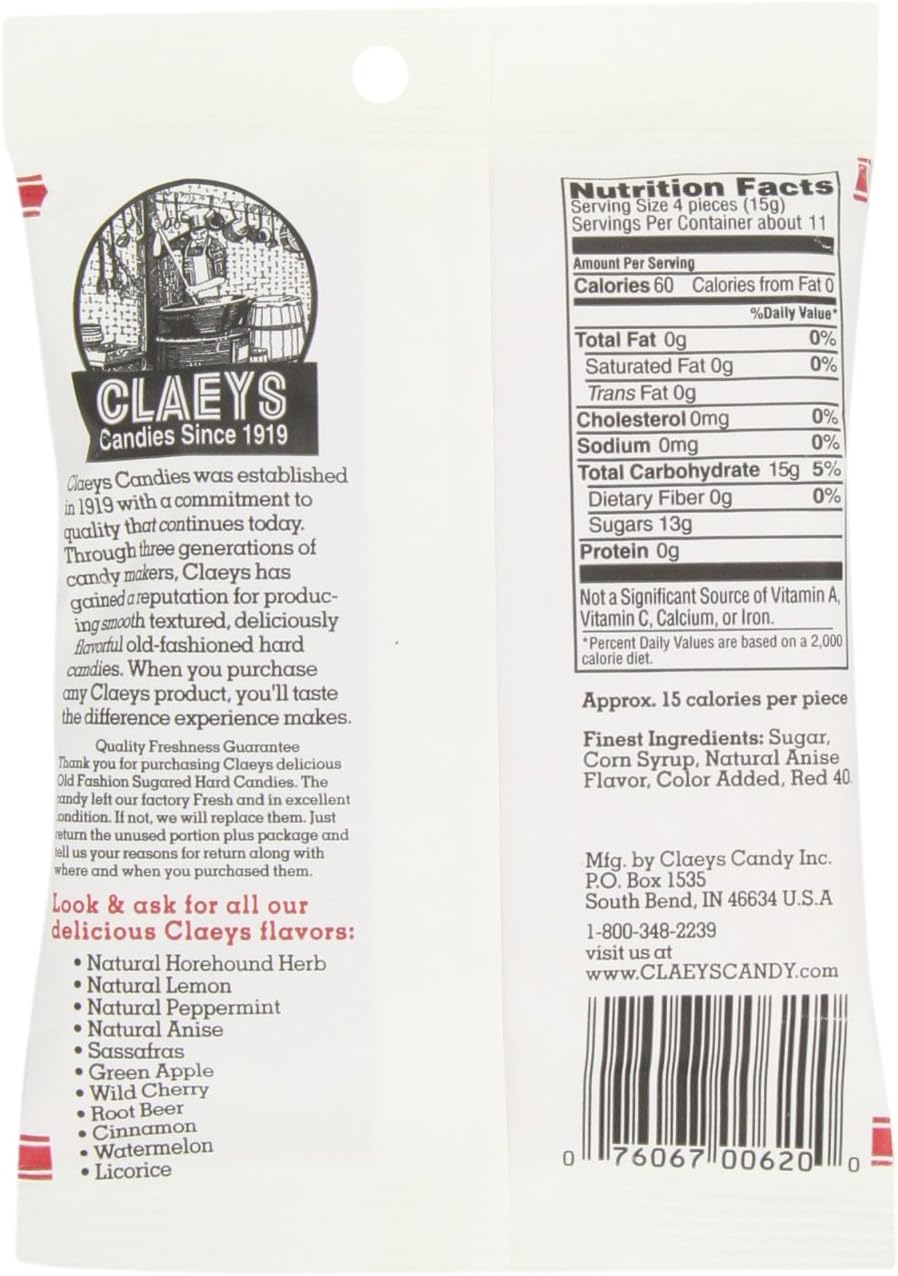 CLAEYS
Candies Since 1919
Claeys Candies was established
in 1919 with a commitment to
quality that continues today.
Through three generations of
candy makers, Claeys has
gained a reputation for produc-
ing smooth textured, deliciously
flavorful old-fashioned hard
candies. When you purchase
any Claeys product, you'll taste
the difference experience makes.
Quality Freshness Guarantee
Thank you for purchasing Claeys delicious
Old Fashion Sugared Hard Candies. The
candy left our factory Fresh and in excellent
condition. If not, we will replace them. Just
return the unused portion plus package and
tell us your reasons for return along with
where and when you purchased them.
Look & ask for all our
delicious Claeys flavors:
• Natural Horehound Herb
• Natural Lemon
• Natural Peppermint
• Natural Anise
• Sassafras
• Green Apple
• Wild Cherry
• Root Beer
• Cinnamon
• Watermelon
• Licorice
Nutrition Facts
Serving Size 4 pieces (15g)
Servings Per Container about 11
Amount Per Serving
Calories 60 Calories from Fat 0
%Daily Value*
Total Fat 0g 0%
Saturated Fat 0g 0%
Trans Fat 0g
Cholesterol 0mg 0%
Sodium 0mg 0%
Total Carbohydrate 15g 5%
Dietary Fiber 0g 0%
Sugars 13g
Protein 0g
Not a Significant Source of Vitamin A,
Vitamin C, Calcium, or Iron.
*Percent Daily Values are based on a 2,000
calorie diet.
Approx. 15 calories per piece
Finest Ingredients: Sugar,
Corn Syrup, Natural Anise
Flavor, Color Added, Red 40.
Mfg. by Claeys Candy Inc.
P.O. Box 1535
South Bend, IN 46634 U.S.A
1-800-348-2239
visit us at
www.CLAEYSCANDY.com
0 76067 00620 0